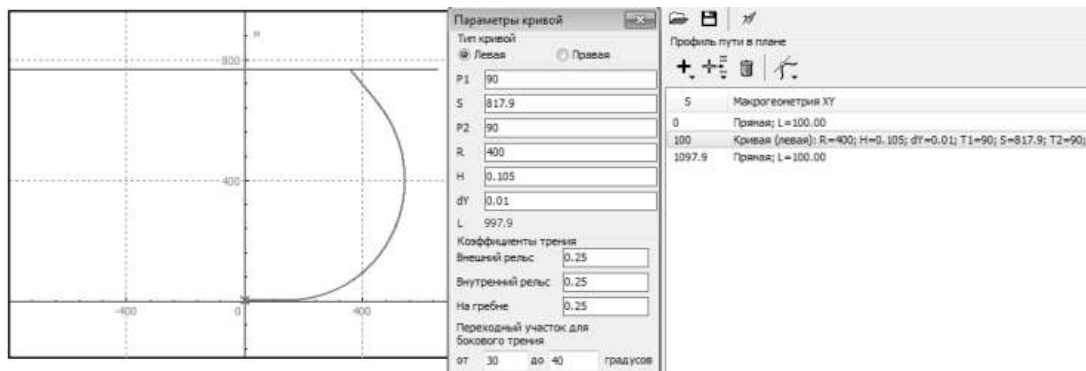 м
800
400
-400
0
400
Параметры кривой
Тип кривой
Левая
Правая
P1
90
S
817.9
P2
90
R
400
H
0.105
dY
0.01
L
997.9
Коэффициенты трения
Внешний рельс
0.25
Внутренний рельс
0.25
На гребне
0.25
Переходный участок для
бокового трения
от 30 до 40 градусов
Профиль пути в плане
S
Макрогеометрия XY
0
Прямая; L=100.00
100
Кривая (левая): R=400; H=0.105; dY=0.01; T1=90; S=817.9; T2=90;
1097.9
Прямая; L=100.00